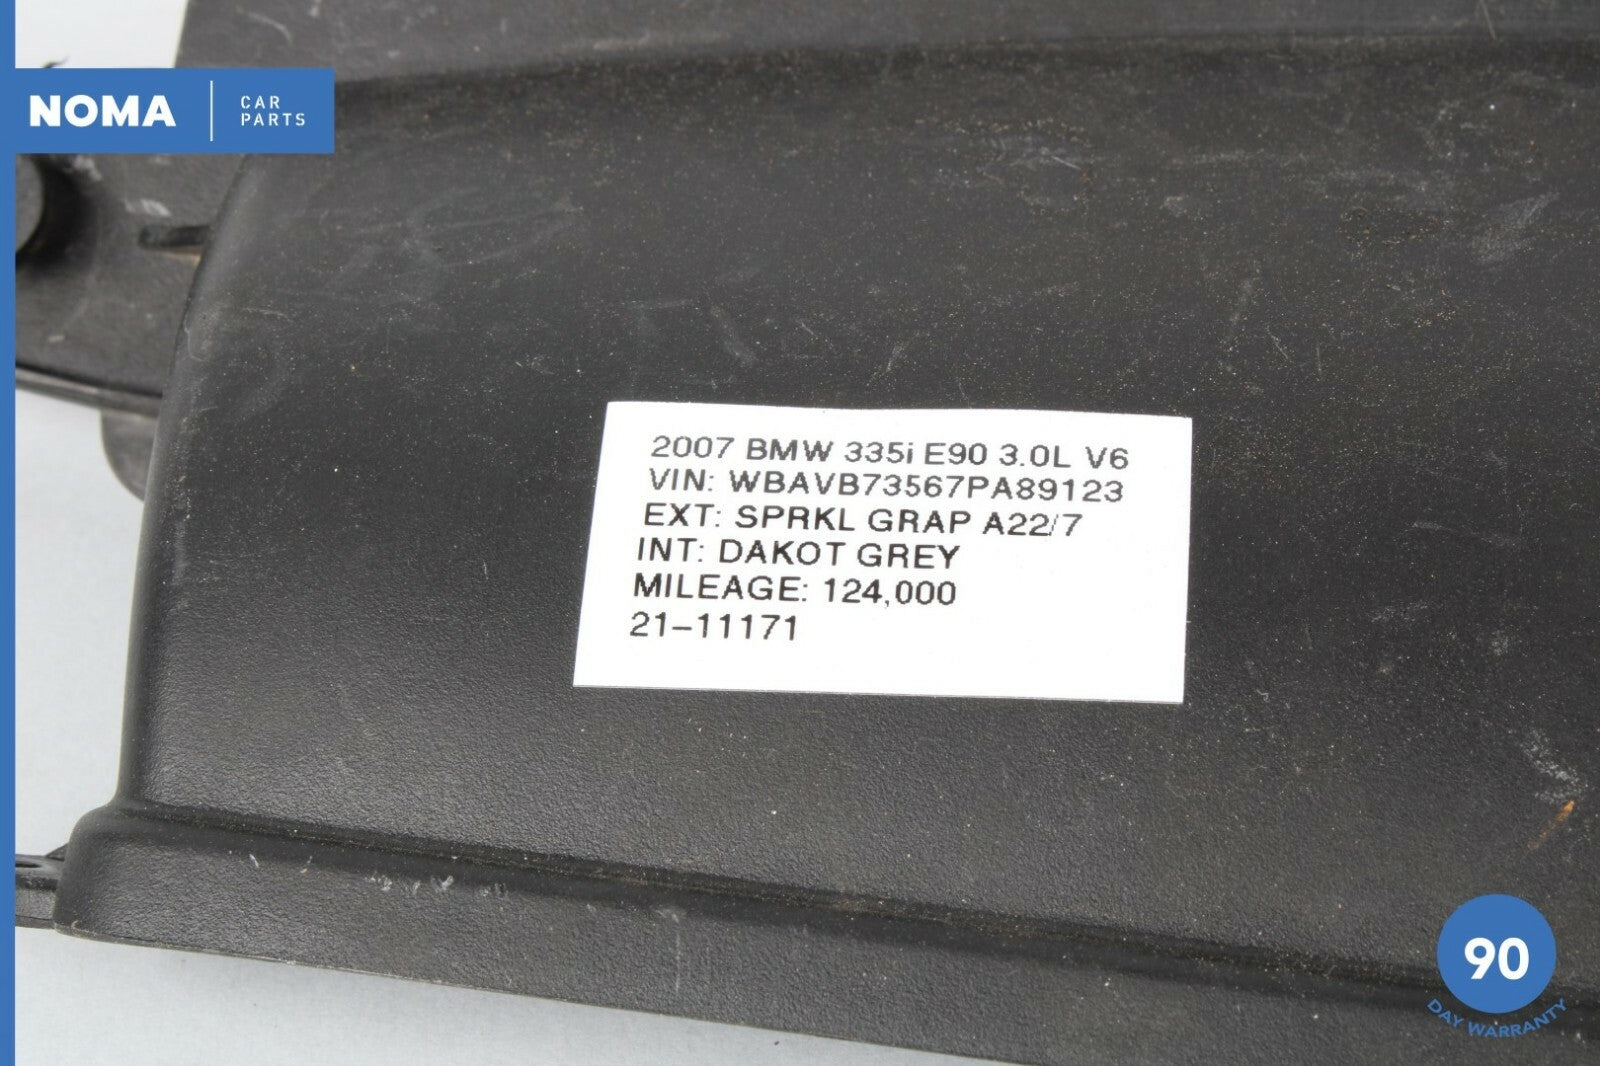 NOMA
CAR
PARTS
2007 BMW 335i E90 3.0L V6
VIN: WBAVB73567PA89123
EXT: SPRKL GRAP A22/7
INT: DAKOT GREY
MILEAGE: 124,000
21-11171
90
DAY WARRANTY